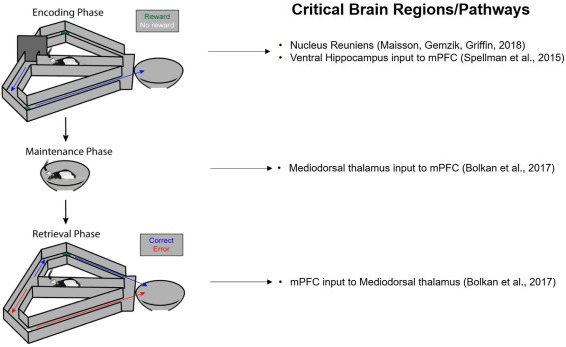 Critical Brain Regions/Pathways
Encoding Phase
Reward
No reward
• Nucleus Reuniens (Maisson, Gemzik, Griffin, 2018)
• Ventral Hippocampus input to mPFC (Spellman et al., 2015)
Maintenance Phase
• Mediodorsal thalamus input to mPFC (Bolkan et al., 2017)
Retrieval Phase
Correct
Error
• mPFC input to Mediodorsal thalamus (Bolkan et al., 2017)